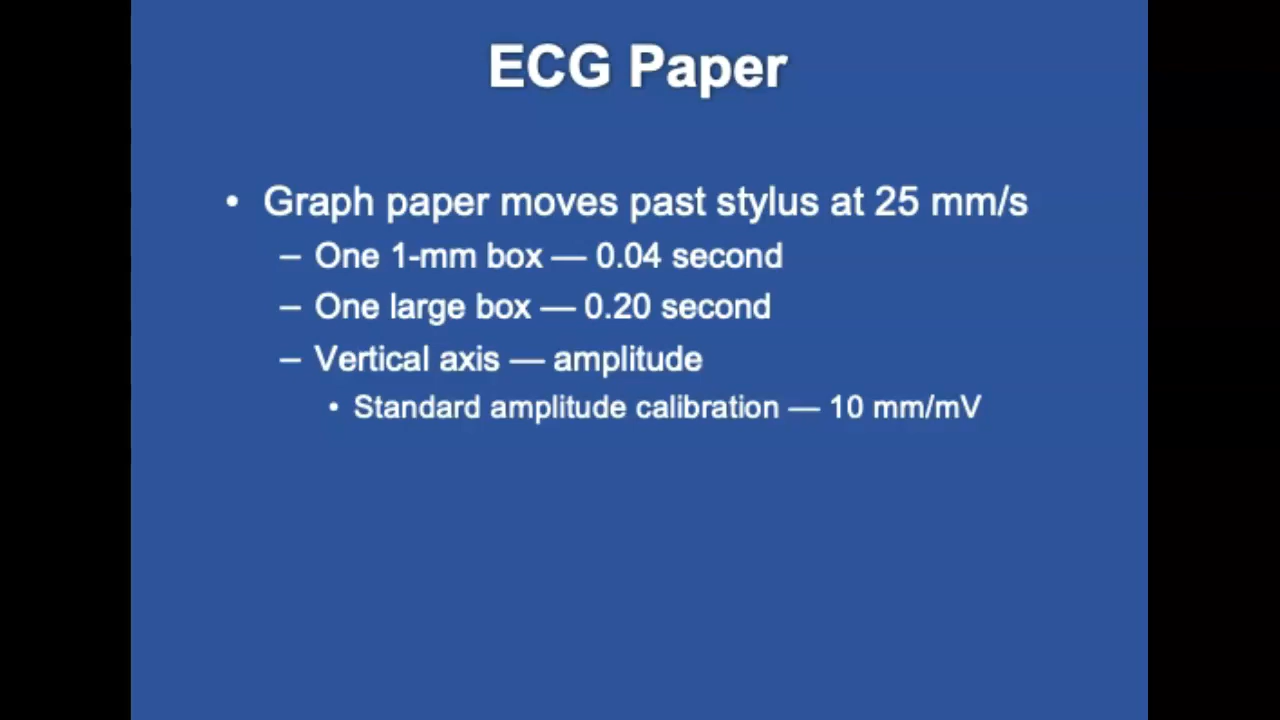 ECG Paper
• Graph paper moves past stylus at 25 mm/s
– One 1-mm box — 0.04 second
– One large box — 0.20 second
– Vertical axis — amplitude
• Standard amplitude calibration — 10 mm/mV